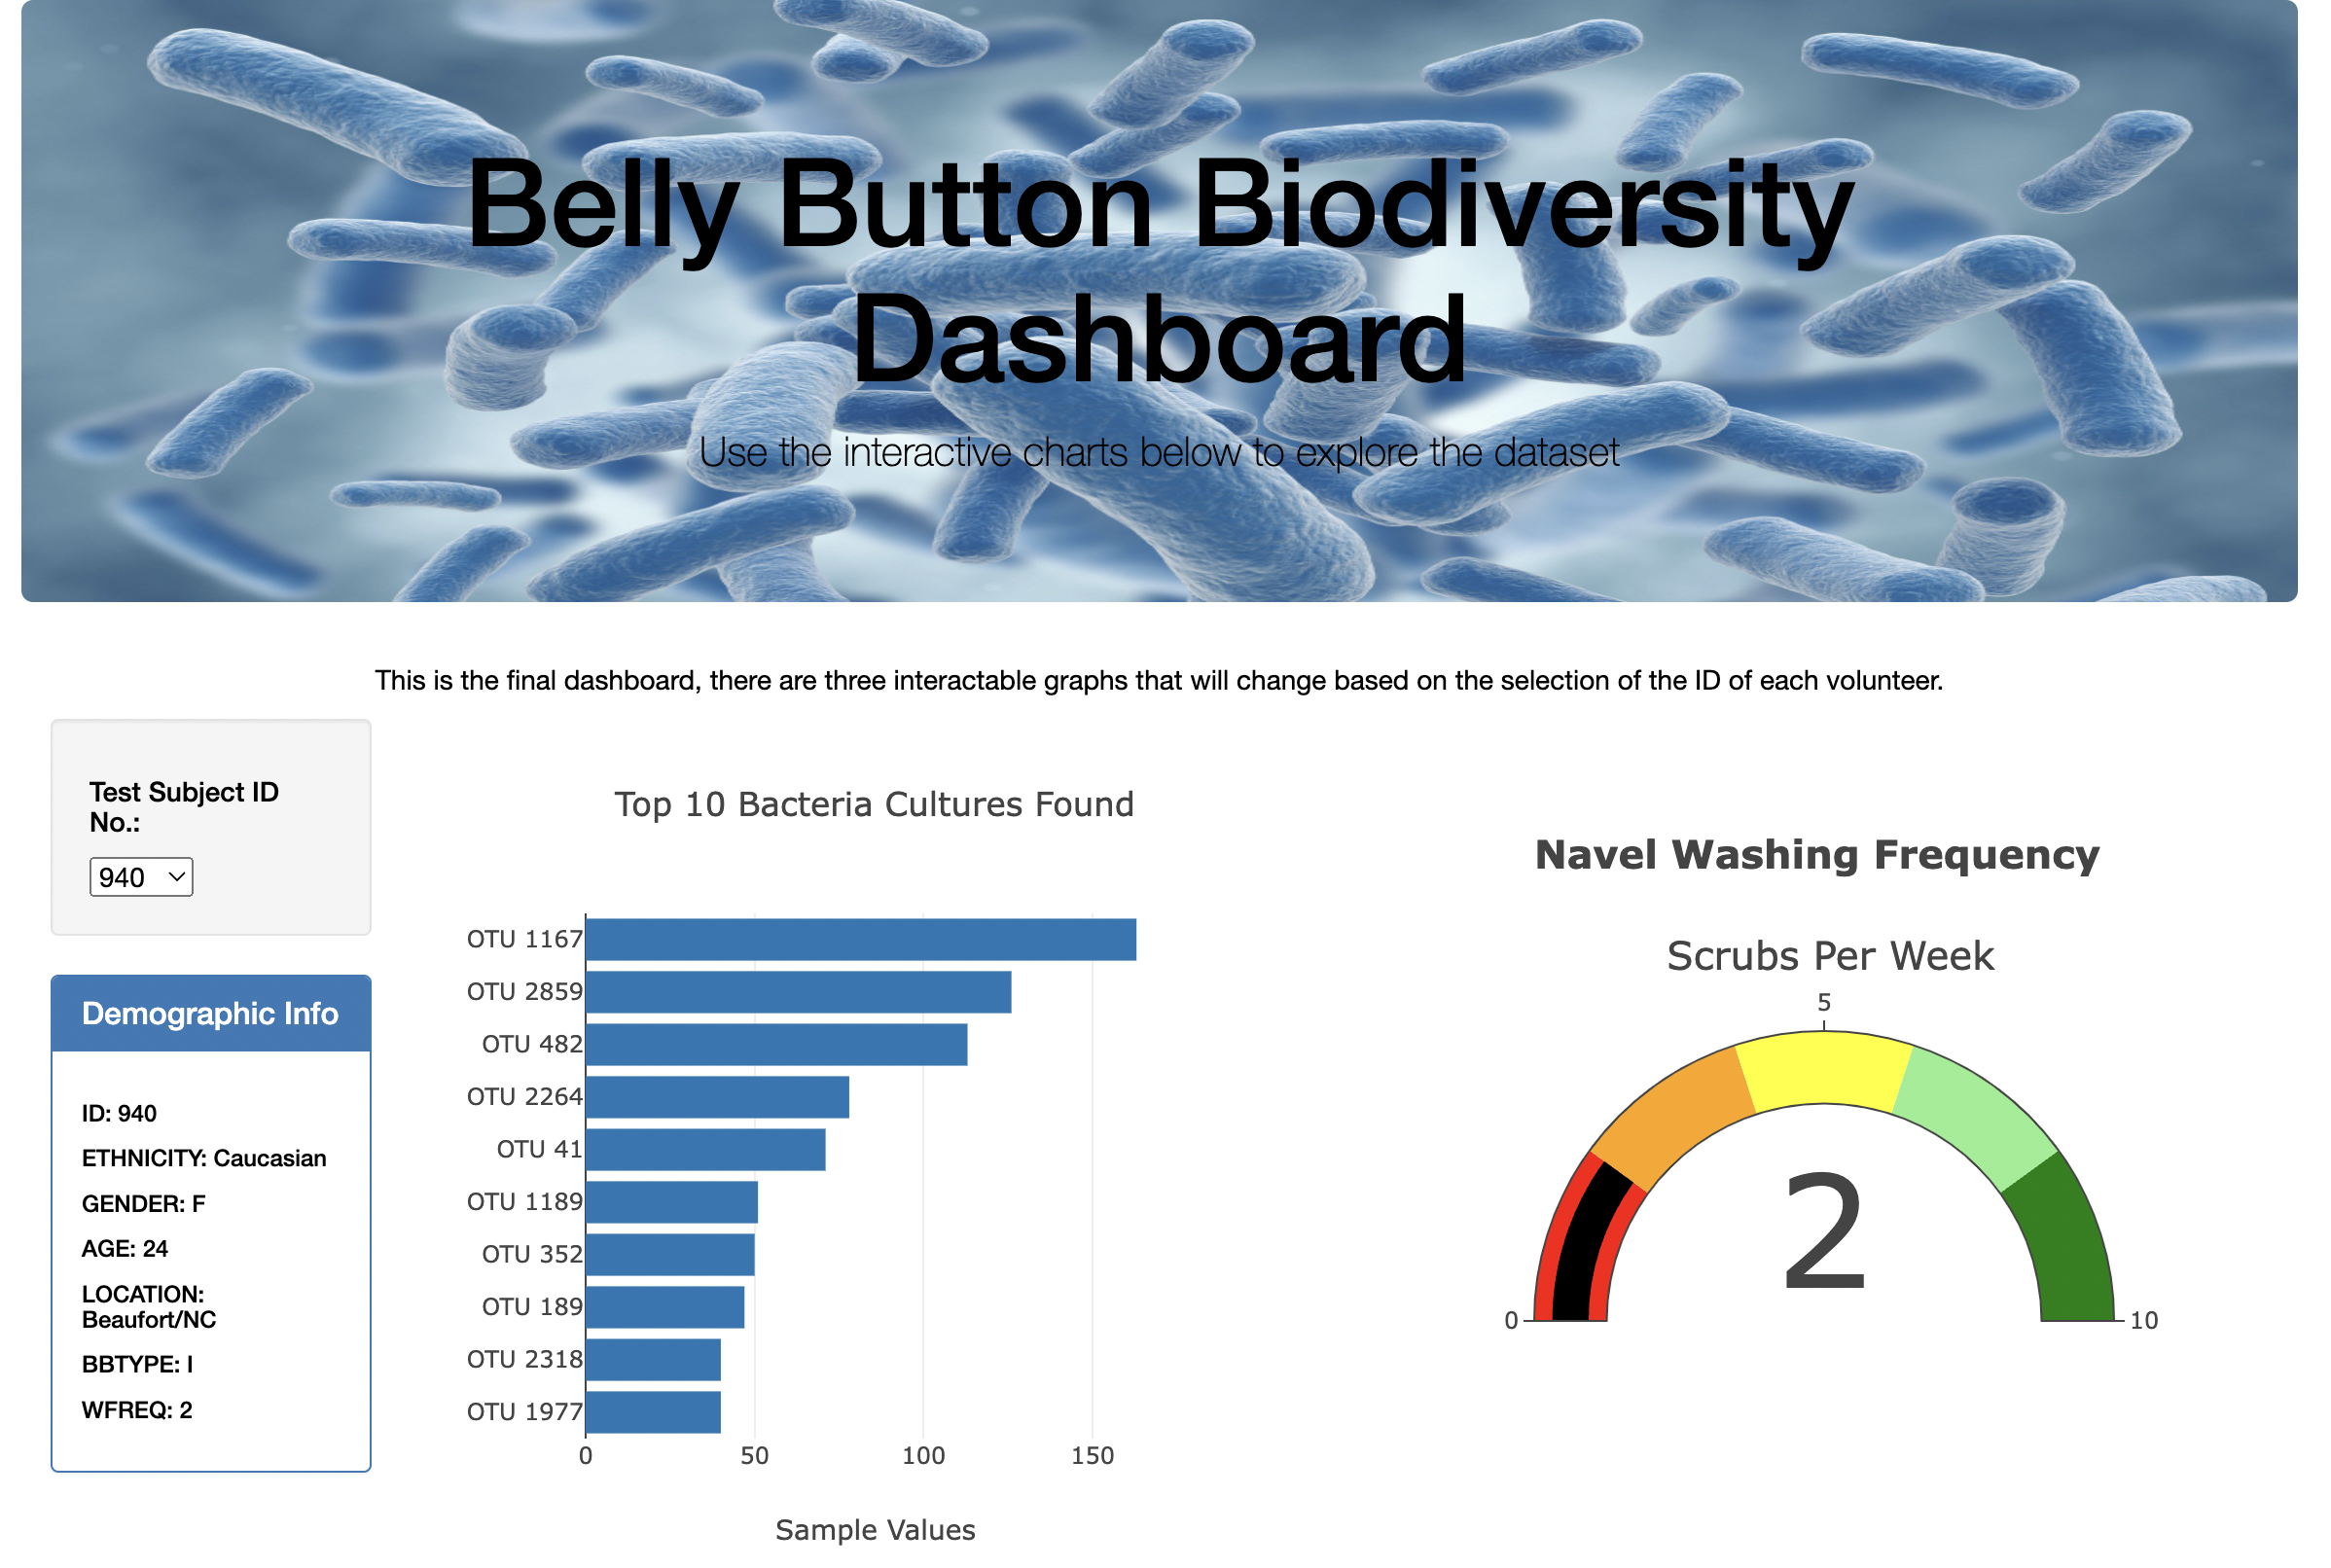 Belly Button Biodiversity
Dashboard
Use the interactive charts below to explore the dataset
This is the final dashboard, there are three interactable graphs that will change based on the selection of the ID of each volunteer.
Test Subject ID
No.:
940
Demographic Info
ID: 940
ETHNICITY: Caucasian
GENDER: F
AGE: 24
LOCATION:
Beaufort/NC
BBTYPE: I
WFREQ: 2
Top 10 Bacteria Cultures Found
OTU 1167
OTU 2859
OTU 482
OTU 2264
OTU 41
OTU 1189
OTU 352
OTU 189
OTU 2318
OTU 1977
0 50 100 150
Sample Values
Navel Washing Frequency
Scrubs Per Week
5
2
0 10